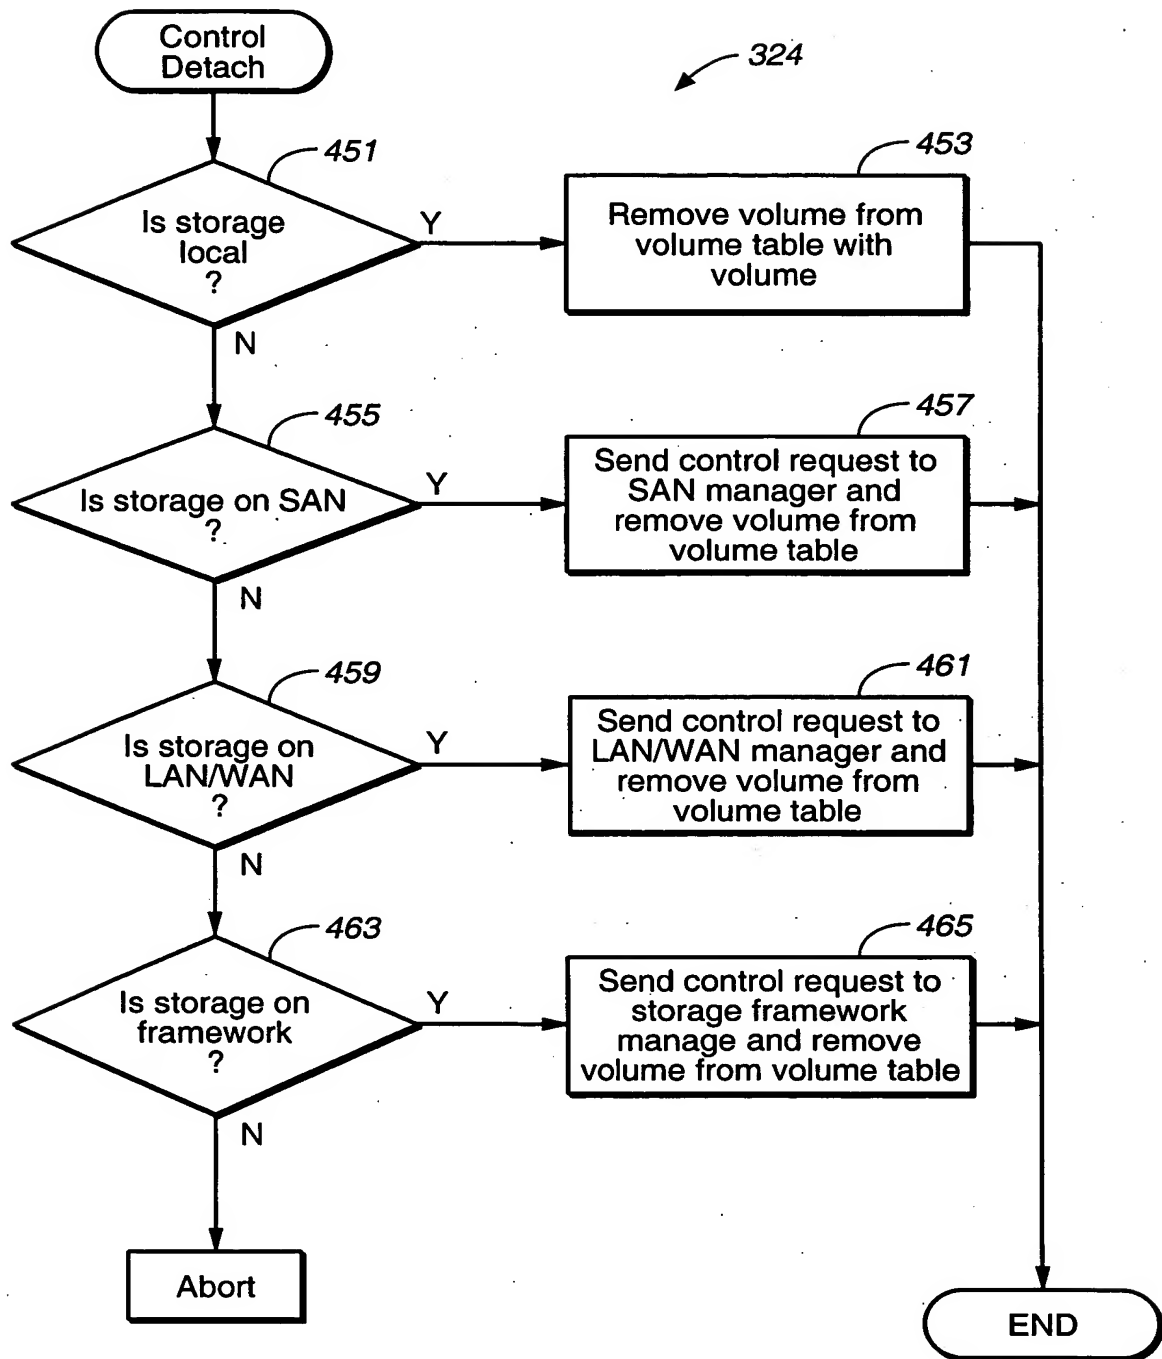 Control
Detach
324
451
453
Is storage
local
?
Y
Remove volume from
volume table with
volume
N
455
457
Is storage on SAN
?
Y
Send control request to
SAN manager and
remove volume from
volume table
N
459
461
Is storage on
LAN/WAN
?
Y
Send control request to
LAN/WAN manager and
remove volume from
volume table
N
463
465
Is storage on
framework
?
Y
Send control request to
storage framework
manage and remove
volume from volume table
N
Abort
END